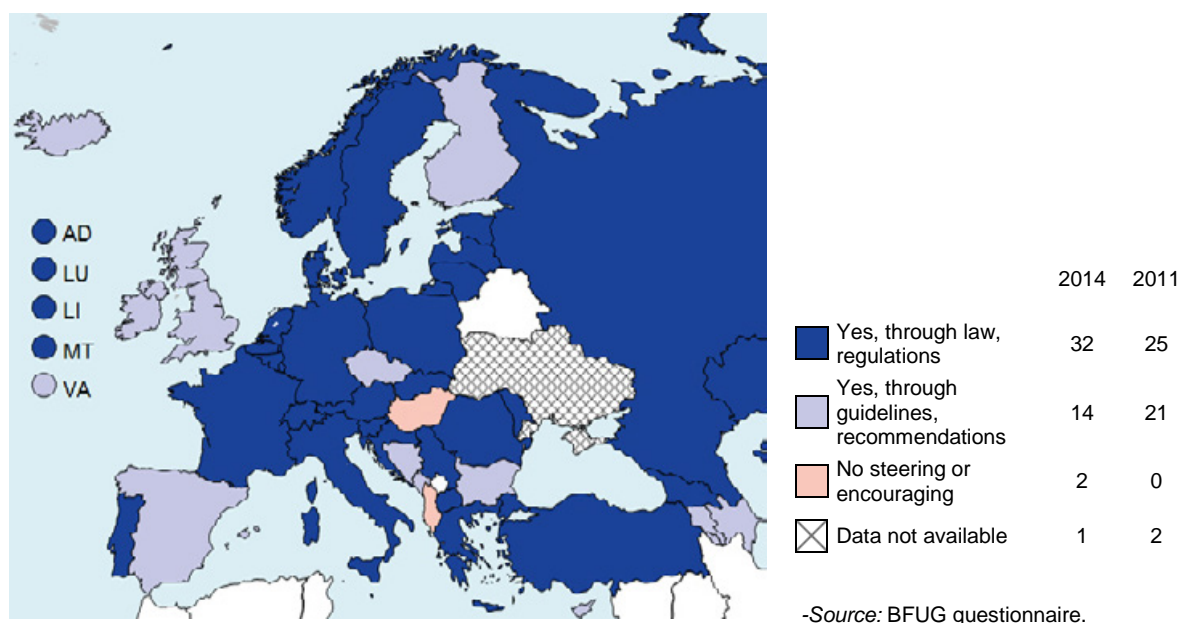 AD
LU
LI
MT
VA
2014 2011
Yes, through law,
regulations
32 25
Yes, through
guidelines,
recommendations
14 21
No steering or
encouraging
2 0
Data not available
1 2
-Source: BFUG questionnaire.